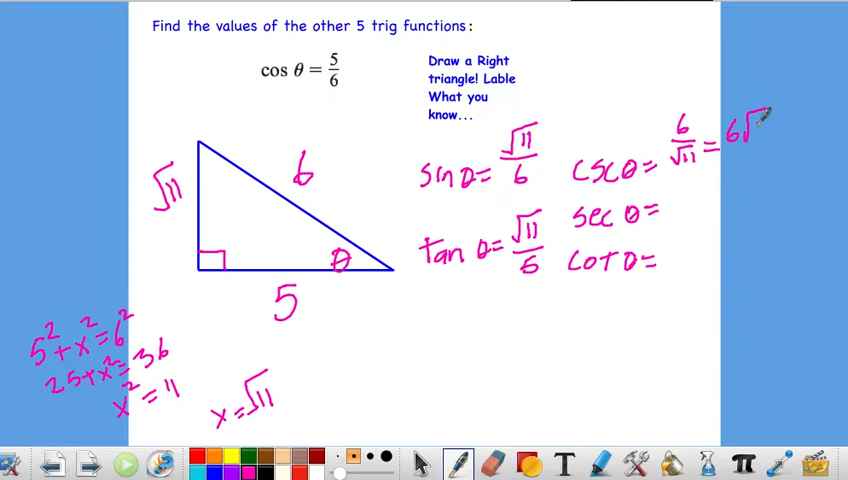 Find the values of the other 5 trig functions:
cos θ = 5/6
Draw a Right
triangle! Lable
What you
know...
√11
6
θ
5
sin θ = √11/6
csc θ = 6/√11 = 6√
sec θ =
tan θ = √11/5
cot θ =
5² + x² = 6²
25 + x² = 36
x² = 11
x = √11
T